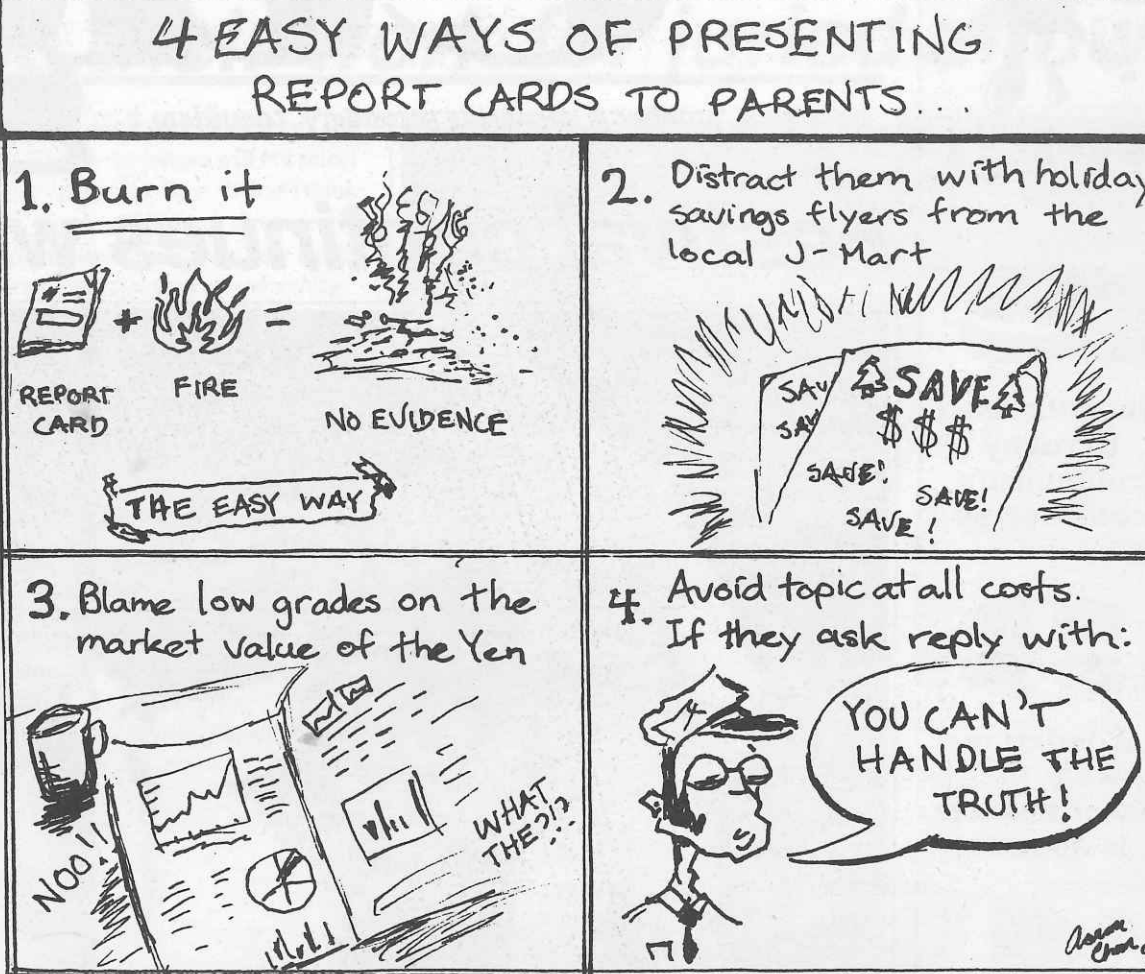 4 EASY WAYS OF PRESENTING
REPORT CARDS TO PARENTS...
1. Burn it
+
=
REPORT
CARD
FIRE
NO EVIDENCE
THE EASY WAY
2. Distract them with holiday
savings flyers from the
local J-Mart
SAV
SAV
SAVE
$ $ $
SAVE!
SAVE!
SAVE!
3. Blame low grades on the
market value of the Yen
NOO!!
WHAT
THE?!?
4. Avoid topic at all costs.
If they ask reply with:
YOU CAN'T
HANDLE THE
TRUTH!